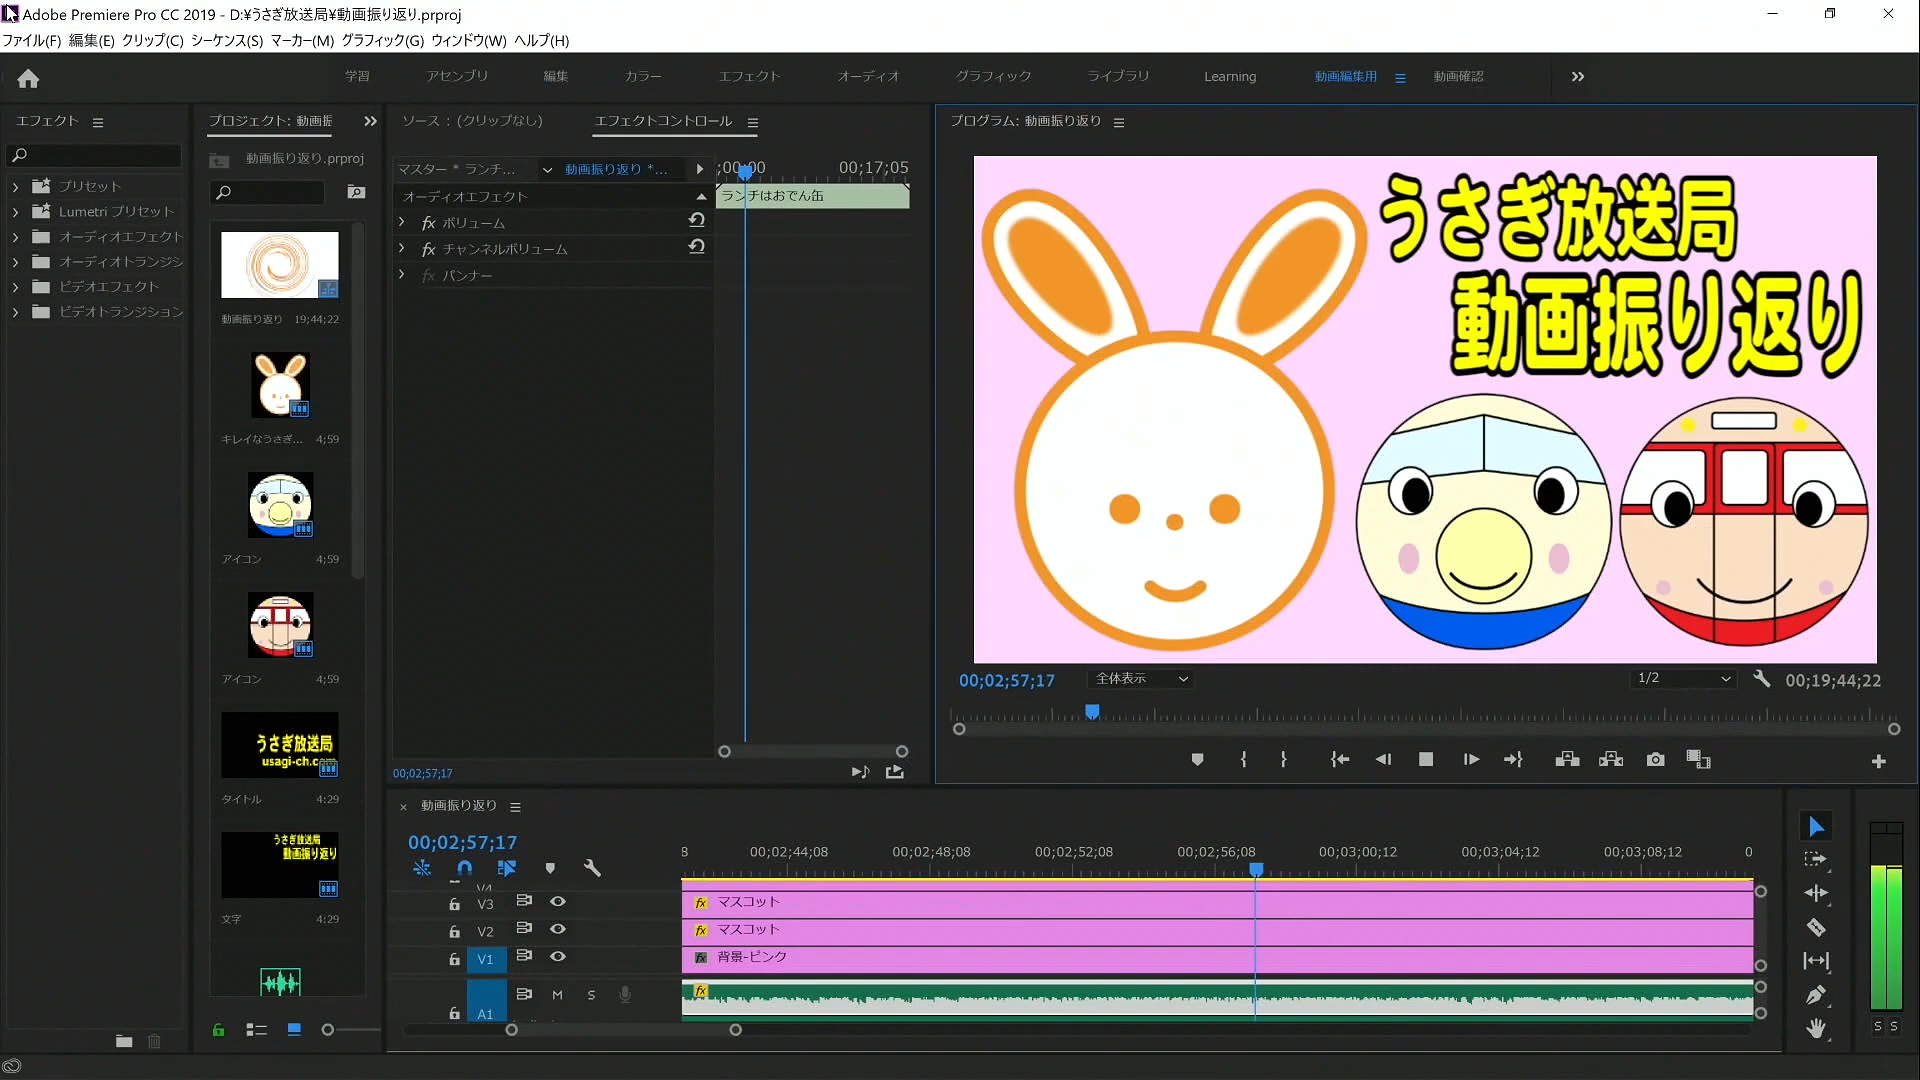 Adobe Premiere Pro CC 2019 - D:¥うさぎ放送局¥動画振り返り.prproj
ファイル(F) 編集(E) クリップ(C) シーケンス(S) マーカー(M) グラフィック(G) ウィンドウ(W) ヘルプ(H)
学習 アセンブリ 編集 カラー エフェクト オーディオ グラフィック ライブラリ Learning 動画編集用 動画確認
エフェクト
プリセット
Lumetri プリセット
オーディオエフェクト
オーディオトランジシ
ビデオエフェクト
ビデオトランジション
プロジェクト: 動画振
動画振り返り.prproj
動画振り返り 19;44;22
キレイなうさぎ... 4;59
アイコン 4;59
アイコン 4;59
うさぎ放送局
usagi-ch.com
タイトル 4;29
うさぎ放送局
動画振り返り
文字 4;29
ソース : (クリップなし) エフェクトコントロール
マスター * ランチ... 動画振り返り *... ;00;00 00;17;05
オーディオエフェクト ランチはおでん缶
fx ボリューム
fx チャンネルボリューム
fx パンナー
00;02;57;17
プログラム: 動画振り返り
うさぎ放送局
動画振り返り
00;02;57;17 全体表示 1/2 00;19;44;22
× 動画振り返り
00;02;57;17
8 00;02;44;08 00;02;48;08 00;02;52;08 00;02;56;08 00;03;00;12 00;03;04;12 00;03;08;12 0
V4
V3 fx マスコット
V2 fx マスコット
V1 fx 背景-ピンク
M S fx
A1
S S